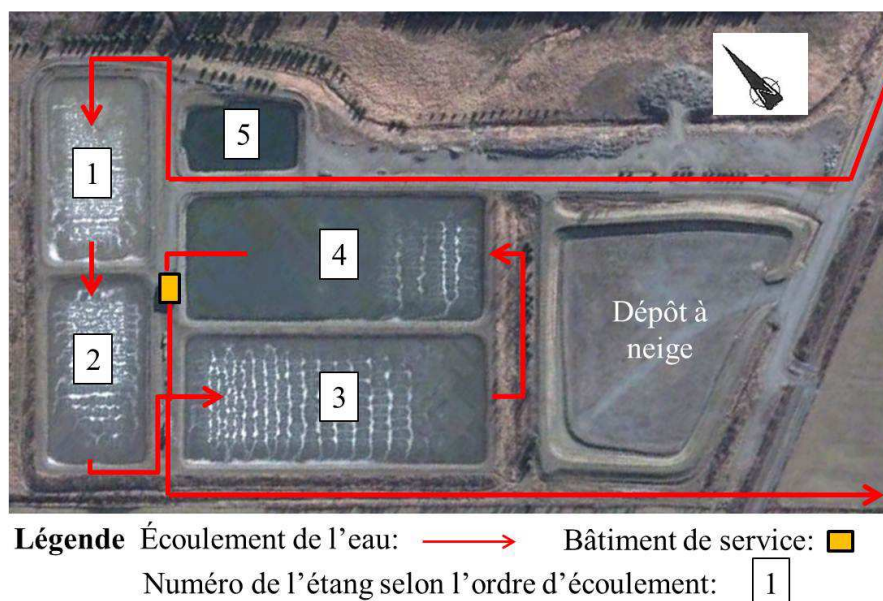 5
1
4
Dépôt à
neige
2
3
Légende Écoulement de l'eau: Bâtiment de service:
Numéro de l'étang selon l'ordre d'écoulement: 1